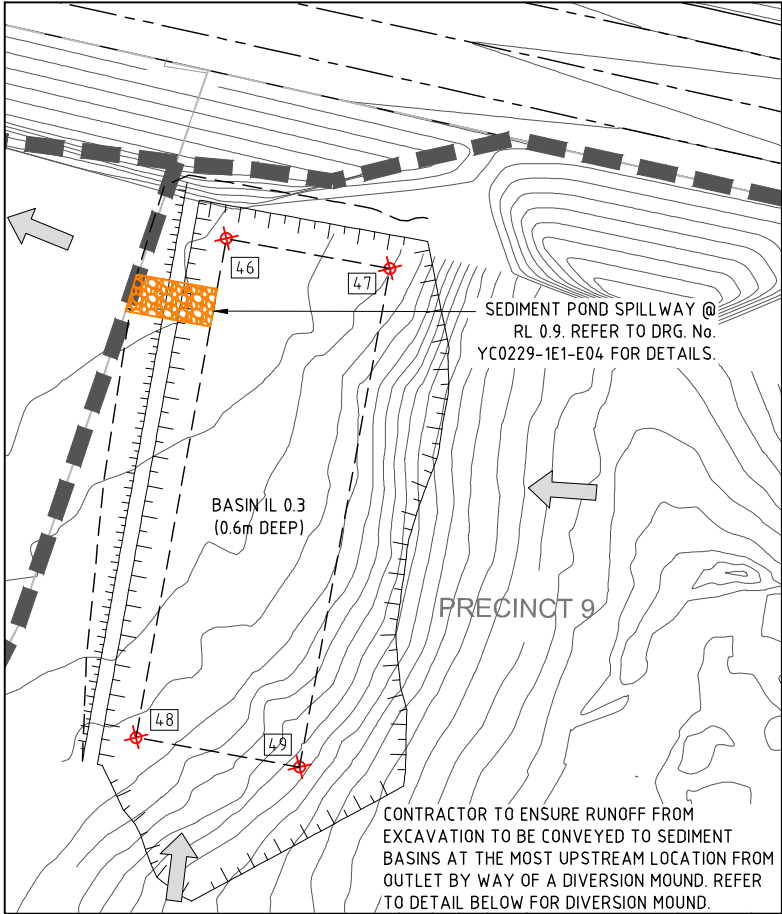 46
47
SEDIMENT POND SPILLWAY @
RL 0.9. REFER TO DRG. No.
YC0229-1E1-E04 FOR DETAILS.
BASIN IL 0.3
(0.6m DEEP)
PRECINCT 9
48
49
CONTRACTOR TO ENSURE RUNOFF FROM
EXCAVATION TO BE CONVEYED TO SEDIMENT
BASINS AT THE MOST UPSTREAM LOCATION FROM
OUTLET BY WAY OF A DIVERSION MOUND. REFER
TO DETAIL BELOW FOR DIVERSION MOUND.